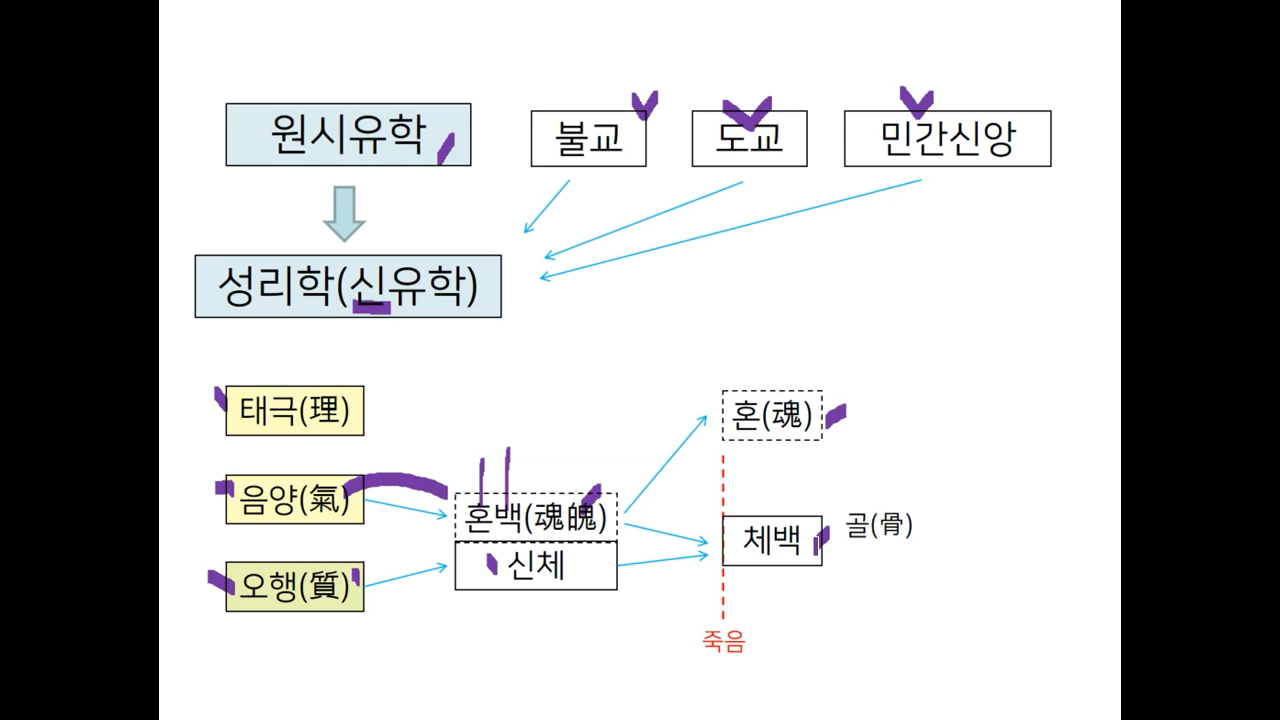 원시유학
불교
도교
민간신앙
성리학(신유학)
태극(理)
음양(氣)
오행(質)
혼백(魂魄)
신체
혼(魂)
체백
골(骨)
죽음